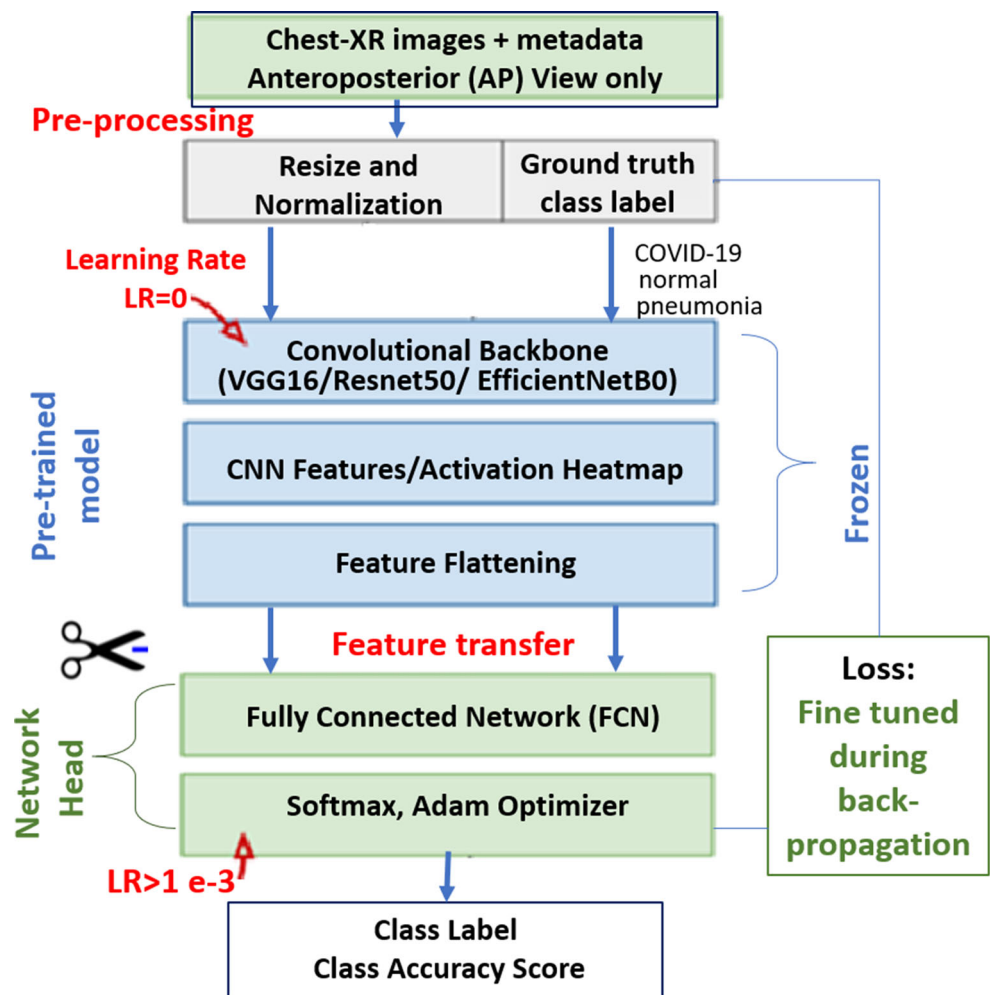 Chest-XR images + metadata
Anteroposterior (AP) View only
Pre-processing
Resize and
Normalization
Ground truth
class label
Learning Rate
LR=0
COVID-19
normal
pneumonia
Convolutional Backbone
(VGG16/Resnet50/ EfficientNetB0)
CNN Features/Activation Heatmap
Feature Flattening
Pre-trained
model
Frozen
Feature transfer
Fully Connected Network (FCN)
Softmax, Adam Optimizer
Network
Head
LR>1 e-3
Loss:
Fine tuned
during
back-
propagation
Class Label
Class Accuracy Score